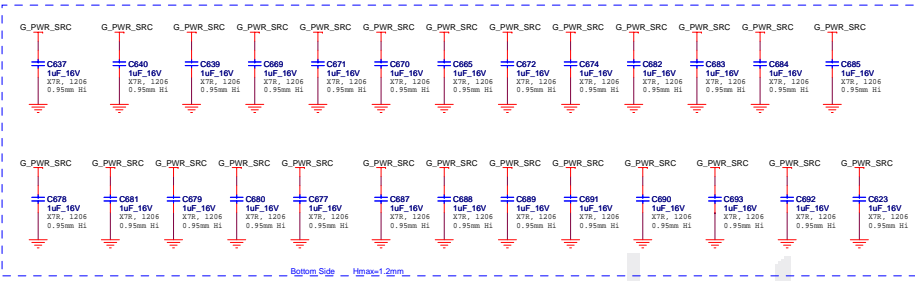 G_PWR_SRC G_PWR_SRC G_PWR_SRC G_PWR_SRC G_PWR_SRC G_PWR_SRC G_PWR_SRC G_PWR_SRC G_PWR_SRC G_PWR_SRC G_PWR_SRC G_PWR_SRC G_PWR_SRC
C637 C640 C639 C669 C671 C670 C665 C672 C674 C682 C683 C684 C685
1uF_16V 1uF_16V 1uF_16V 1uF_16V 1uF_16V 1uF_16V 1uF_16V 1uF_16V 1uF_16V 1uF_16V 1uF_16V 1uF_16V 1uF_16V
X7R, 1206 X7R, 1206 X7R, 1206 X7R, 1206 X7R, 1206 X7R, 1206 X7R, 1206 X7R, 1206 X7R, 1206 X7R, 1206 X7R, 1206 X7R, 1206 X7R, 1206
0.95mm Hi 0.95mm Hi 0.95mm Hi 0.95mm Hi 0.95mm Hi 0.95mm Hi 0.95mm Hi 0.95mm Hi 0.95mm Hi 0.95mm Hi 0.95mm Hi 0.95mm Hi 0.95mm Hi
G_PWR_SRC G_PWR_SRC G_PWR_SRC G_PWR_SRC G_PWR_SRC G_PWR_SRC G_PWR_SRC G_PWR_SRC G_PWR_SRC G_PWR_SRC G_PWR_SRC G_PWR_SRC G_PWR_SRC
C678 C681 C679 C680 C677 C687 C688 C689 C691 C690 C693 C692 C623
1uF_16V 1uF_16V 1uF_16V 1uF_16V 1uF_16V 1uF_16V 1uF_16V 1uF_16V 1uF_16V 1uF_16V 1uF_16V 1uF_16V 1uF_16V
X7R, 1206 X7R, 1206 X7R, 1206 X7R, 1206 X7R, 1206 X7R, 1206 X7R, 1206 X7R, 1206 X7R, 1206 X7R, 1206 X7R, 1206 X7R, 1206 X7R, 1206
0.95mm Hi 0.95mm Hi 0.95mm Hi 0.95mm Hi 0.95mm Hi 0.95mm Hi 0.95mm Hi 0.95mm Hi 0.95mm Hi 0.95mm Hi 0.95mm Hi 0.95mm Hi 0.95mm Hi
Bottom Side Hmax=1.2mm